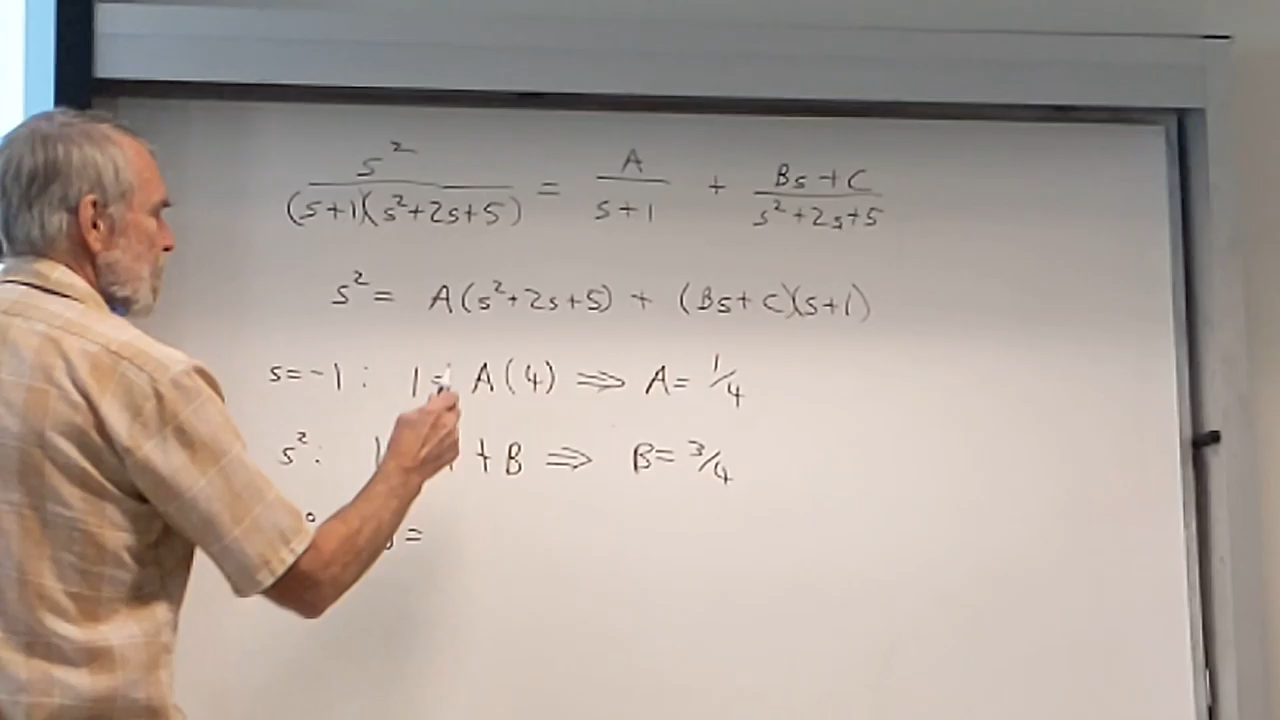 s² / (s+1)(s²+2s+5) = A / s+1 + Bs+C / s²+2s+5
s² = A(s²+2s+5) + (Bs+C)(s+1)
s=-1 : 1 = A(4) ⇒ A= 1/4
s² : + B ⇒ B= 3/4
=